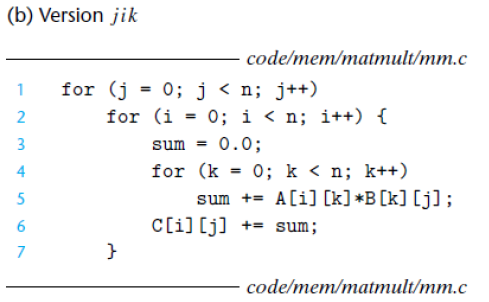 (b) Version jik
code/mem/matmult/mm.c
1 for (j = 0; j < n; j++)
2 for (i = 0; i < n; i++) {
3 sum = 0.0;
4 for (k = 0; k < n; k++)
5 sum += A[i][k]*B[k][j];
6 C[i][j] += sum;
7 }
code/mem/matmult/mm.c